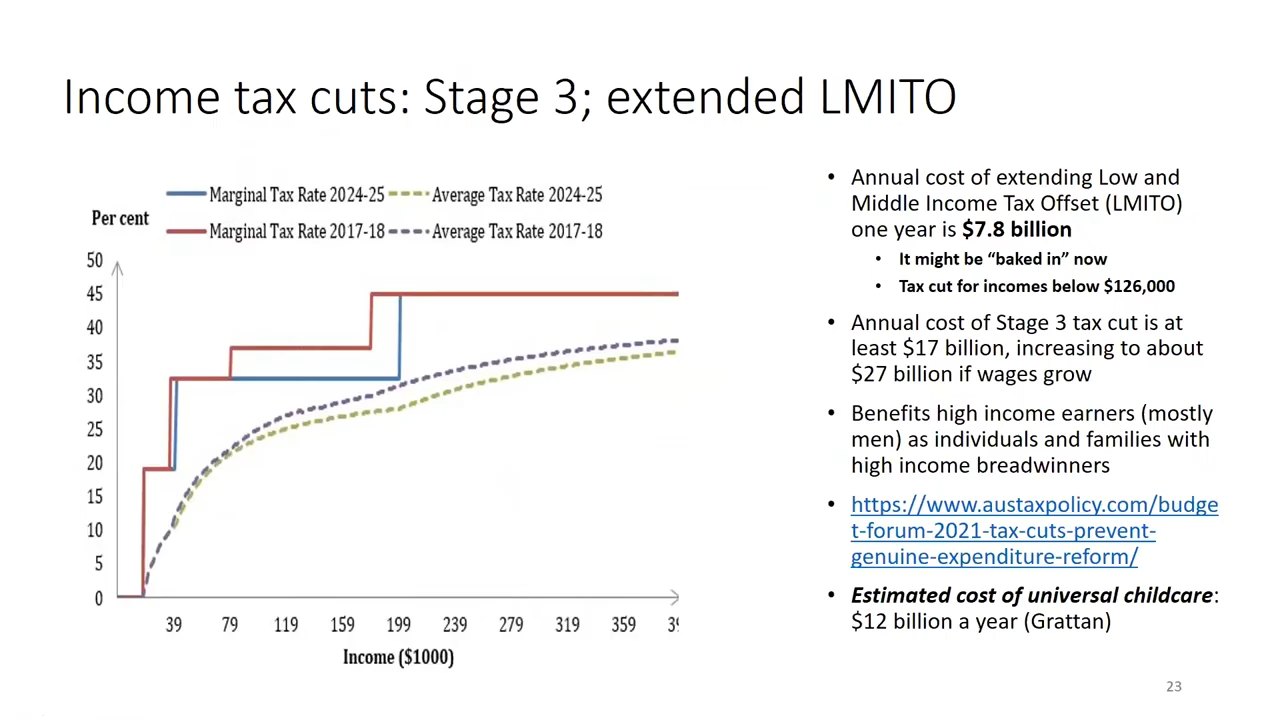 Income tax cuts: Stage 3; extended LMITO
Marginal Tax Rate 2024-25
Average Tax Rate 2024-25
Per cent
Marginal Tax Rate 2017-18
Average Tax Rate 2017-18
50
45
40
35
30
25
20
15
10
5
0
39 79 119 159 199 239 279 319 359
Income ($1000)
• Annual cost of extending Low and
Middle Income Tax Offset (LMITO)
one year is $7.8 billion
• It might be “baked in” now
• Tax cut for incomes below $126,000
• Annual cost of Stage 3 tax cut is at
least $17 billion, increasing to about
$27 billion if wages grow
• Benefits high income earners (mostly
men) as individuals and families with
high income breadwinners
• https://www.austaxpolicy.com/budge
t-forum-2021-tax-cuts-prevent-
genuine-expenditure-reform/
• Estimated cost of universal childcare:
$12 billion a year (Grattan)
23